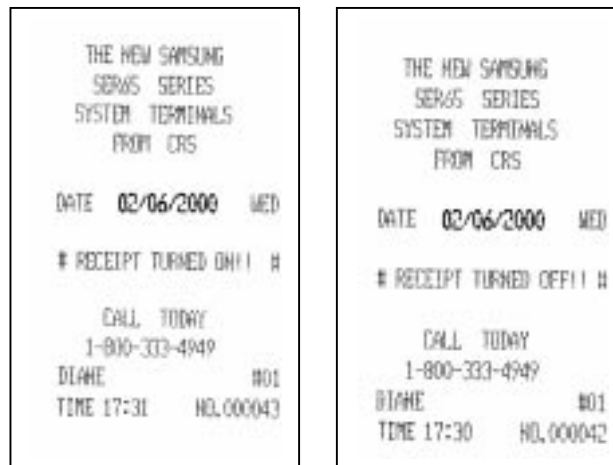 THE NEW SAMSUNG
SER65 SERIES
SYSTEM TERMINALS
FROM CRS
DATE 02/06/2000 WED
# RECEIPT TURNED ON!! #
CALL TODAY
1-800-333-4949
DIANE #01
TIME 17:31 NO.000043
THE NEW SAMSUNG
SER65 SERIES
SYSTEM TERMINALS
FROM CRS
DATE 02/06/2000 WED
# RECEIPT TURNED OFF!! #
CALL TODAY
1-800-333-4949
DIANE #01
TIME 17:30 NO.000042